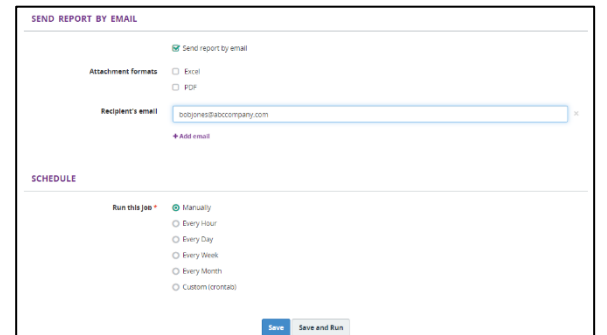 SEND REPORT BY EMAIL
Send report by email
Attachment formats Excel
PDF
Recipient's email bobjones@abccompany.com ×
+ Add email
SCHEDULE
Run this job * Manually
Every Hour
Every Day
Every Week
Every Month
Custom (crontab)
Save Save and Run